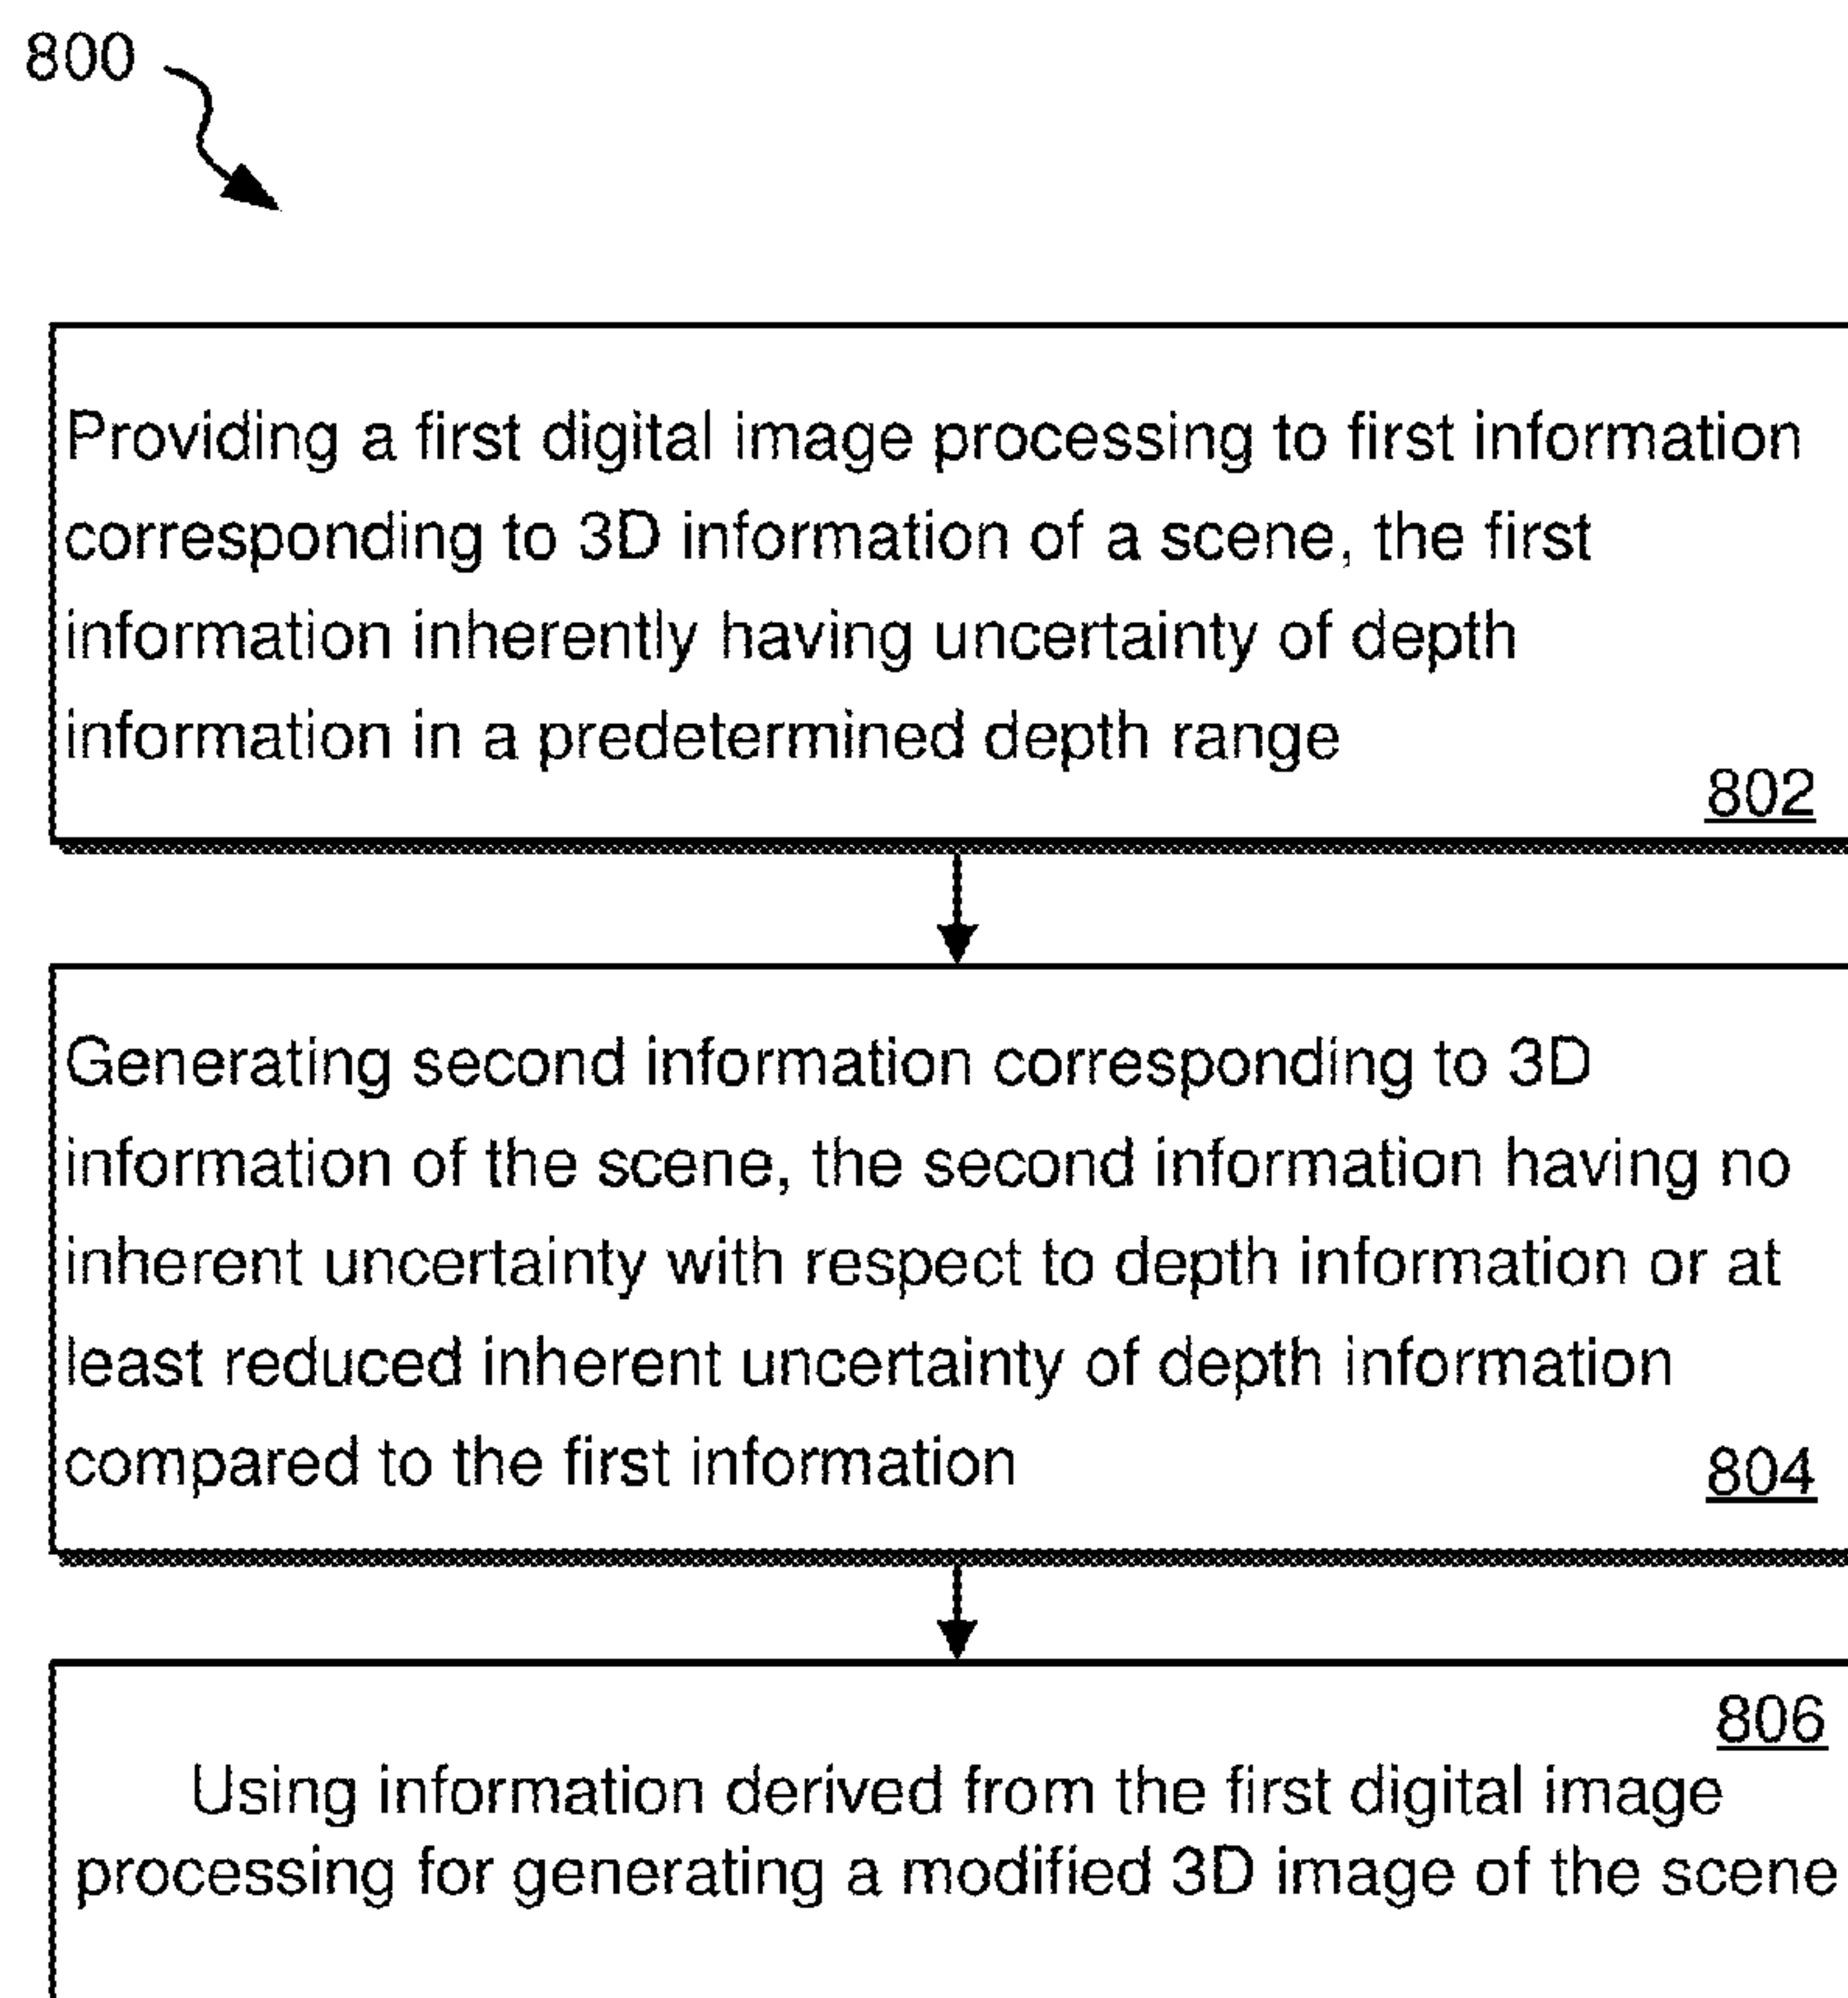 800
Providing a first digital image processing to first information
corresponding to 3D information of a scene, the first
information inherently having uncertainty of depth
information in a predetermined depth range
802
Generating second information corresponding to 3D
information of the scene, the second information having no
inherent uncertainty with respect to depth information or at
least reduced inherent uncertainty of depth information
compared to the first information
804
806
Using information derived from the first digital image
processing for generating a modified 3D image of the scene